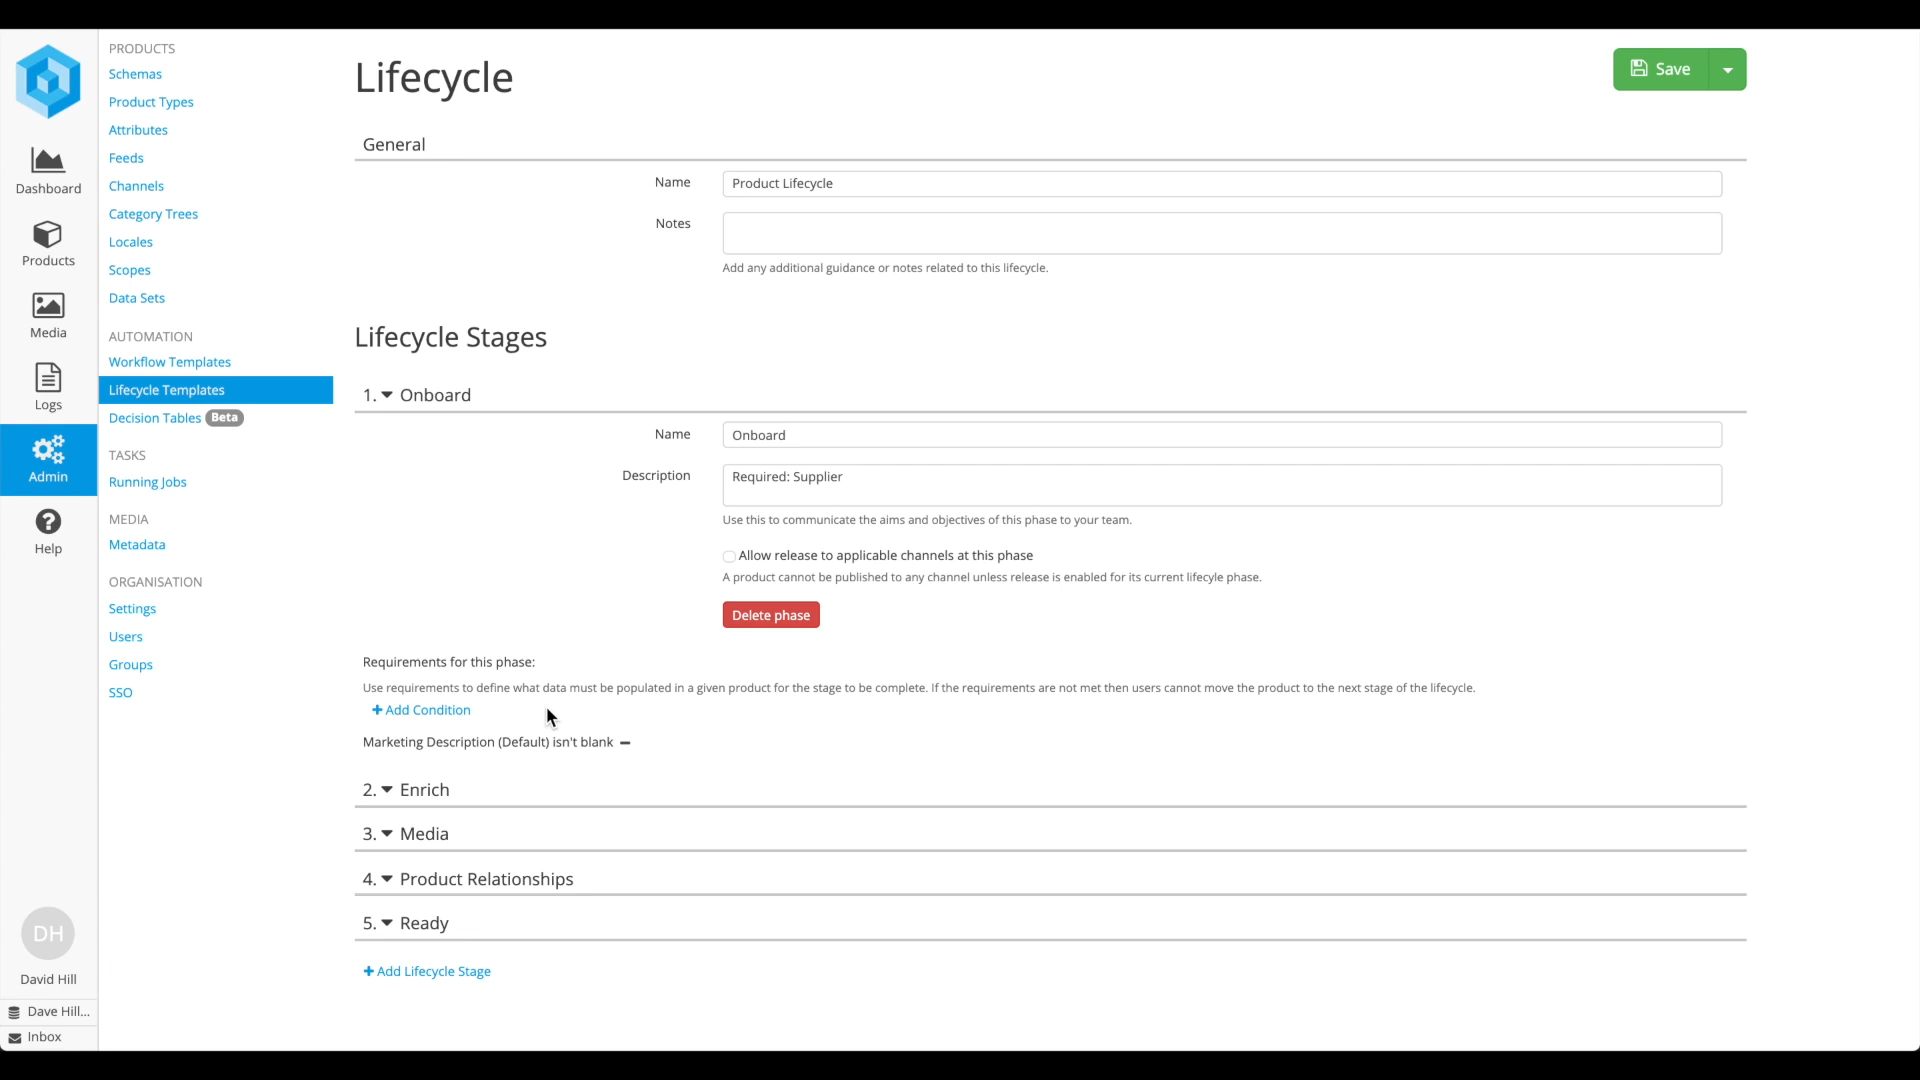 Dashboard
Products
Media
Logs
Admin
Help
DH
David Hill
Dave Hill...
Inbox
PRODUCTS
Schemas
Product Types
Attributes
Feeds
Channels
Category Trees
Locales
Scopes
Data Sets
AUTOMATION
Workflow Templates
Lifecycle Templates
Decision Tables Beta
TASKS
Running Jobs
MEDIA
Metadata
ORGANISATION
Settings
Users
Groups
SSO
Lifecycle
Save
General
Name Product Lifecycle
Notes
Add any additional guidance or notes related to this lifecycle.
Lifecycle Stages
1. Onboard
Name Onboard
Description Required: Supplier
Use this to communicate the aims and objectives of this phase to your team.
Allow release to applicable channels at this phase
A product cannot be published to any channel unless release is enabled for its current lifecyle phase.
Delete phase
Requirements for this phase:
Use requirements to define what data must be populated in a given product for the stage to be complete. If the requirements are not met then users cannot move the product to the next stage of the lifecycle.
+ Add Condition
Marketing Description (Default) isn't blank
2. Enrich
3. Media
4. Product Relationships
5. Ready
+ Add Lifecycle Stage